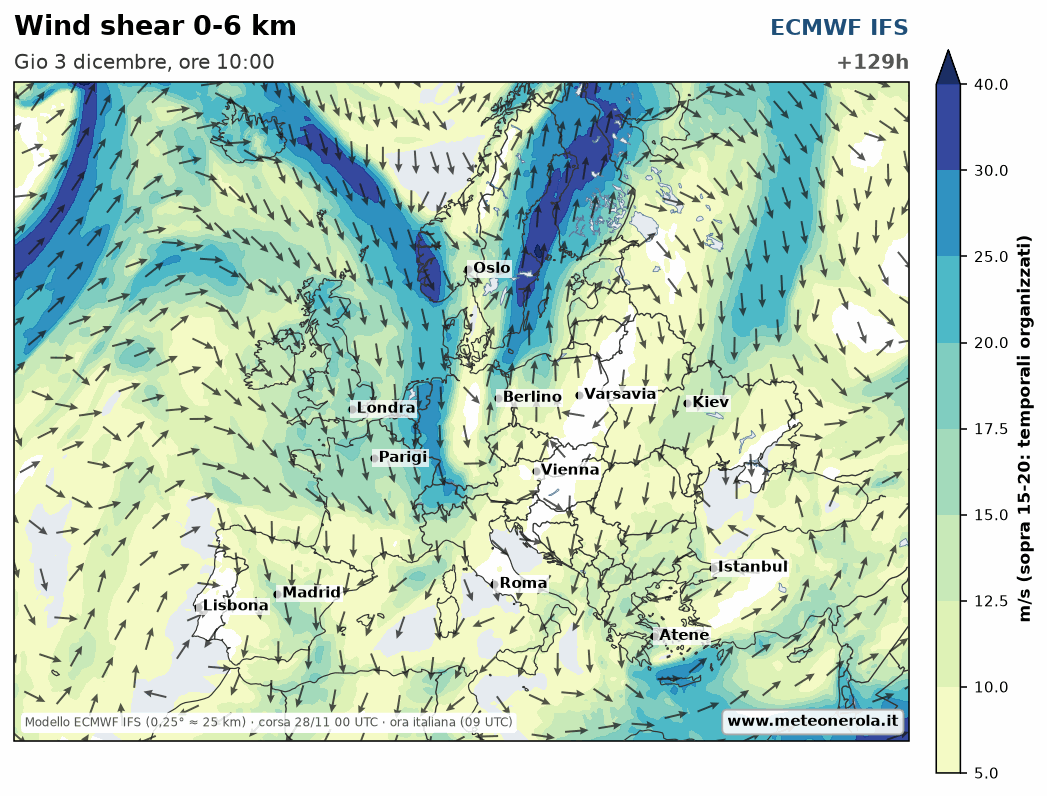 Wind shear 0-6 km
ECMWF IFS
Gio 3 dicembre, ore 10:00
+129h
40.0
30.0
25.0
20.0
17.5
15.0
12.5
10.0
5.0
m/s (sopra 15-20: temporali organizzati)
Oslo
Londra
Berlino
Varsavia
Kiev
Parigi
Vienna
Istanbul
Roma
Madrid
Lisbona
Atene
Modello ECMWF IFS (0,25° ≈ 25 km) · corsa 28/11 00 UTC · ora italiana (09 UTC)
www.meteonerola.it